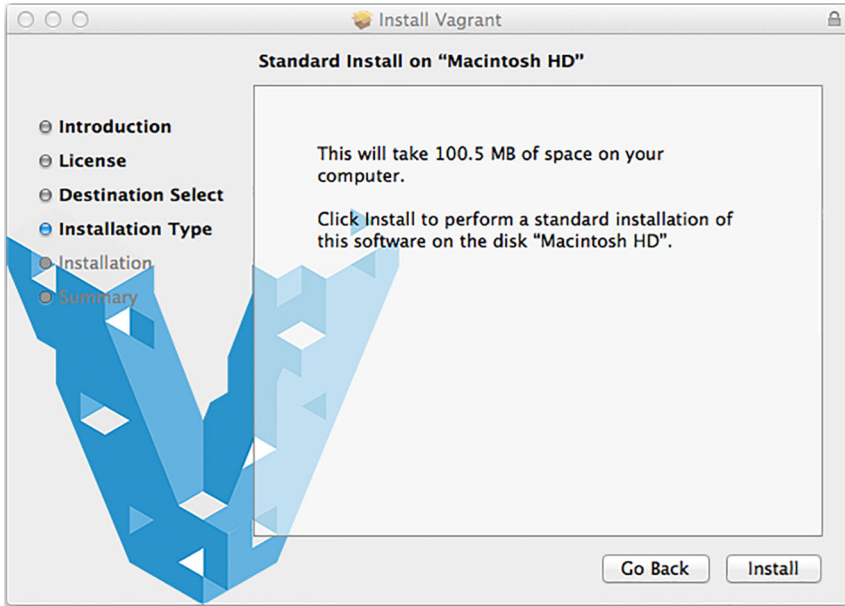 Install Vagrant
Standard Install on “Macintosh HD”
Introduction
License
Destination Select
Installation Type
Installation
Summary
This will take 100.5 MB of space on your
computer.
Click Install to perform a standard installation of
this software on the disk “Macintosh HD”.
Go Back
Install